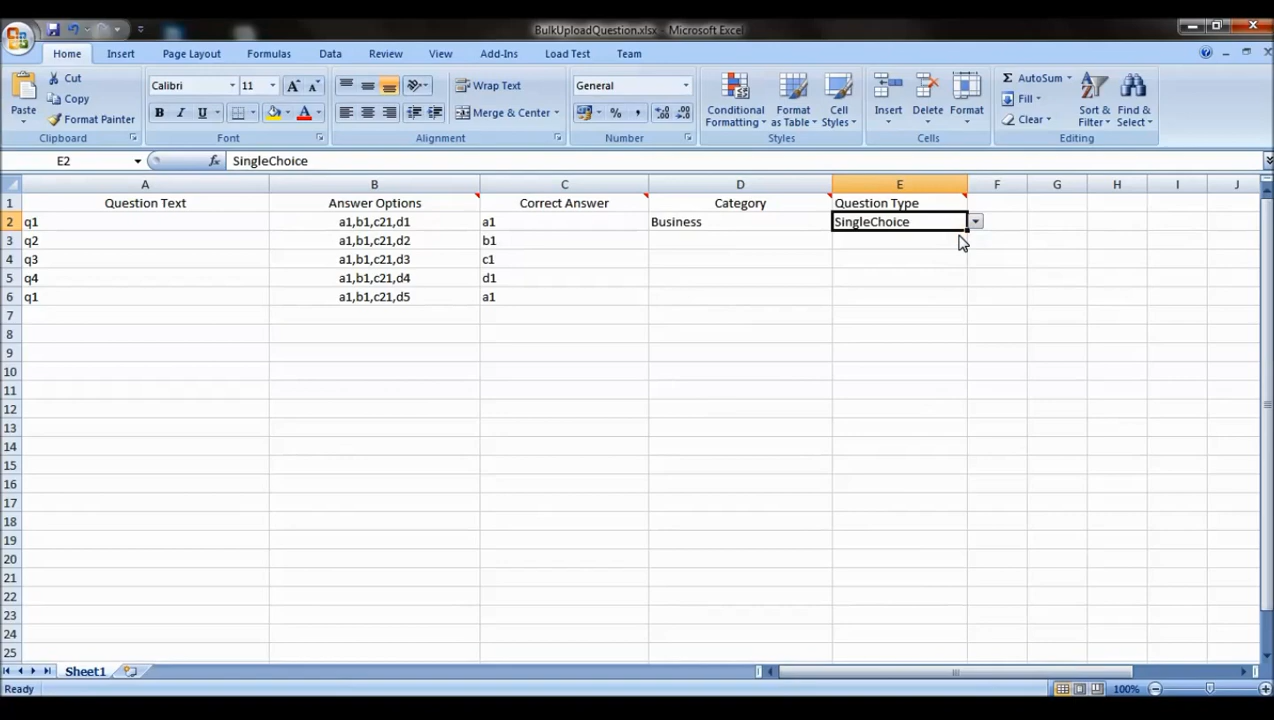 BulkUploadQuestion.xlsx - Microsoft Excel
Home Insert Page Layout Formulas Data Review View Add-Ins Load Test Team
Paste
Cut
Copy
Format Painter
Clipboard
Calibri 11
B I U A
Font
Wrap Text
Merge & Center
Alignment
General
% ,
Number
Conditional Formatting
Format as Table
Cell Styles
Styles
Insert
Delete
Format
Cells
Σ AutoSum
Fill
Clear
Sort & Filter
Find & Select
Editing
E2 fx SingleChoice
A B C D E F G H I J
1 Question Text Answer Options Correct Answer Category Question Type
2 q1 a1,b1,c21,d1 a1 Business SingleChoice
3 q2 a1,b1,c21,d2 b1
4 q3 a1,b1,c21,d3 c1
5 q4 a1,b1,c21,d4 d1
6 q1 a1,b1,c21,d5 a1
7
8
9
10
11
12
13
14
15
16
17
18
19
20
21
22
23
24
25
Sheet1
Ready 100%